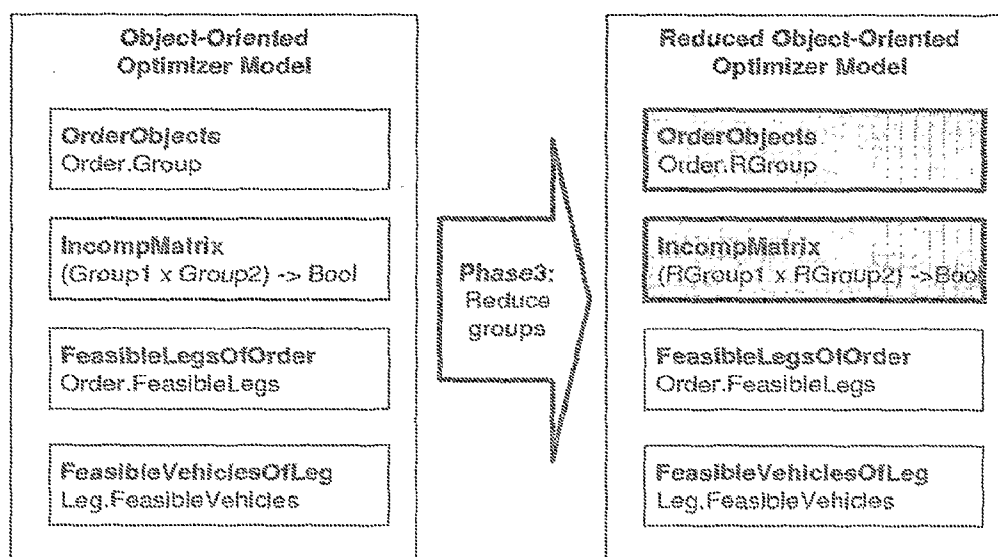 Object-Oriented
Optimizer Model
OrderObjects
Order.Group
IncompMatrix
(Group1 x Group2) -> Bool
FeasibleLegsOfOrder
Order.FeasibleLegs
FeasibleVehiclesOfLeg
Leg.FeasibleVehicles
Phase3:
Reduce
groups
Reduced Object-Oriented
Optimizer Model
OrderObjects
Order.RGroup
IncompMatrix
(RGroup1 x RGroup2) ->Bool
FeasibleLegsOfOrder
Order.FeasibleLegs
FeasibleVehiclesOfLeg
Leg.FeasibleVehicles